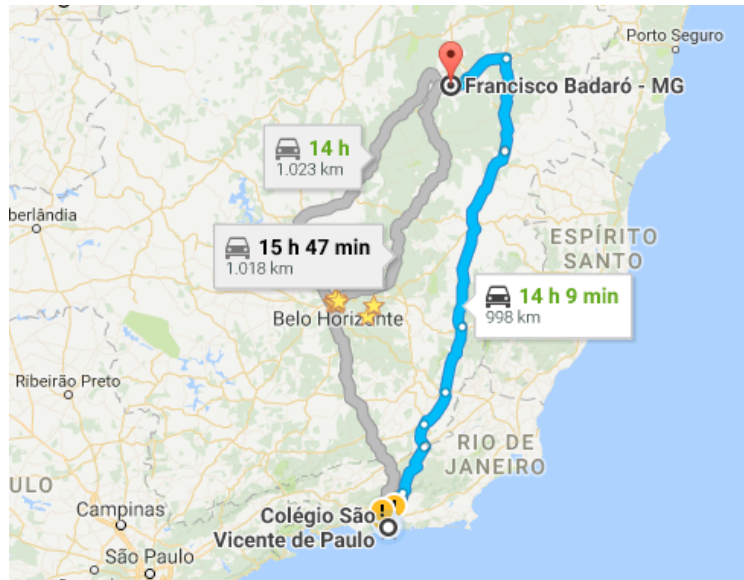 Porto Seguro
Francisco Badaró - MG
14 h
1.023 km
berlândia
15 h 47 min
1.018 km
ESPÍRITO
SANTO
14 h 9 min
998 km
Belo Horizonte
Ribeirão Preto
RIO DE
JANEIRO
ULO
Campinas
Colégio São
Vicente de Paulo
São Paulo